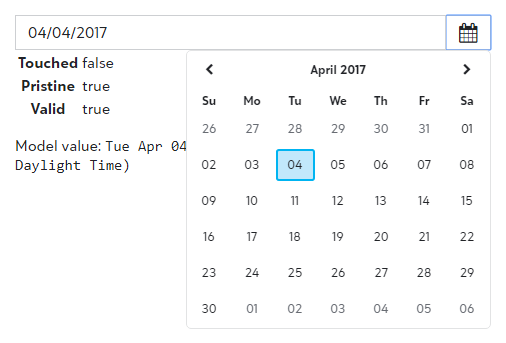 04/04/2017
Touched false
Pristine true
Valid true
Model value: Tue Apr 04
Daylight Time)
April 2017
Su Mo Tu We Th Fr Sa
26 27 28 29 30 31 01
02 03 04 05 06 07 08
09 10 11 12 13 14 15
16 17 18 19 20 21 22
23 24 25 26 27 28 29
30 01 02 03 04 05 06